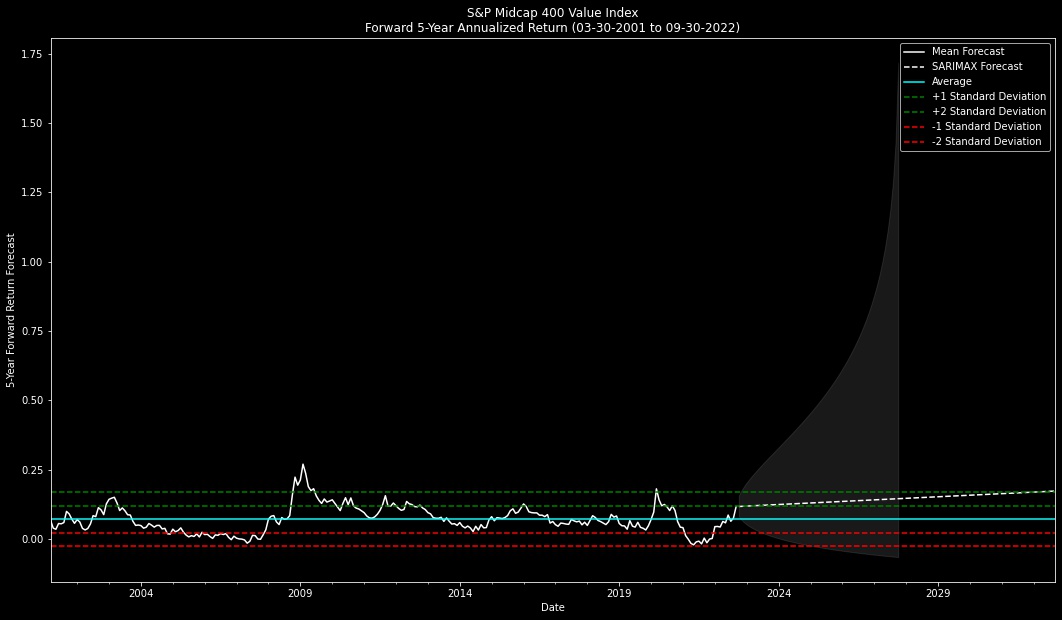 S&P Midcap 400 Value Index
Forward 5-Year Annualized Return (03-30-2001 to 09-30-2022)
Mean Forecast
SARIMAX Forecast
Average
+1 Standard Deviation
+2 Standard Deviation
-1 Standard Deviation
-2 Standard Deviation
5-Year Forward Return Forecast
1.75
1.50
1.25
1.00
0.75
0.50
0.25
0.00
2004
2009
2014
2019
2024
2029
Date